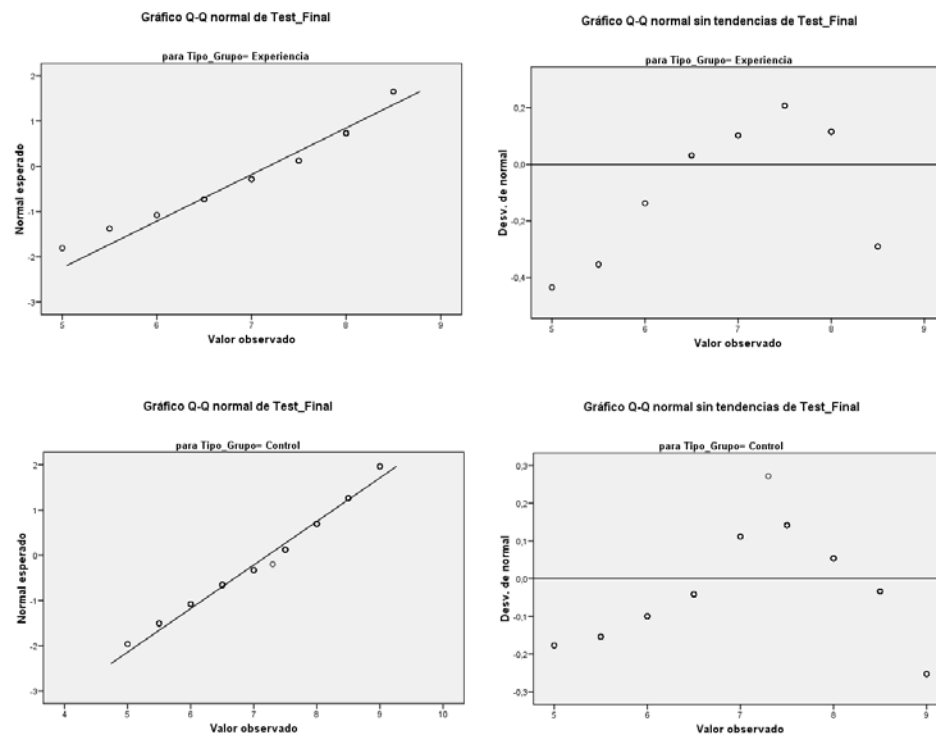 Gráfico Q-Q normal de Test_Final
para Tipo_Grupo= Experiencia
2
1
0
-1
-2
-3
Normal esperado
5
6
7
8
9
Valor observado
Gráfico Q-Q normal sin tendencias de Test_Final
para Tipo_Grupo= Experiencia
0,2
0,0
-0,2
-0,4
Desv. de normal
5
6
7
8
9
Valor observado
Gráfico Q-Q normal de Test_Final
para Tipo_Grupo= Control
2
1
0
-1
-2
-3
Normal esperado
4
5
6
7
8
9
10
Valor observado
Gráfico Q-Q normal sin tendencias de Test_Final
para Tipo_Grupo= Control
0,3
0,2
0,1
0,0
-0,1
-0,2
-0,3
Desv. de normal
5
6
7
8
9
Valor observado